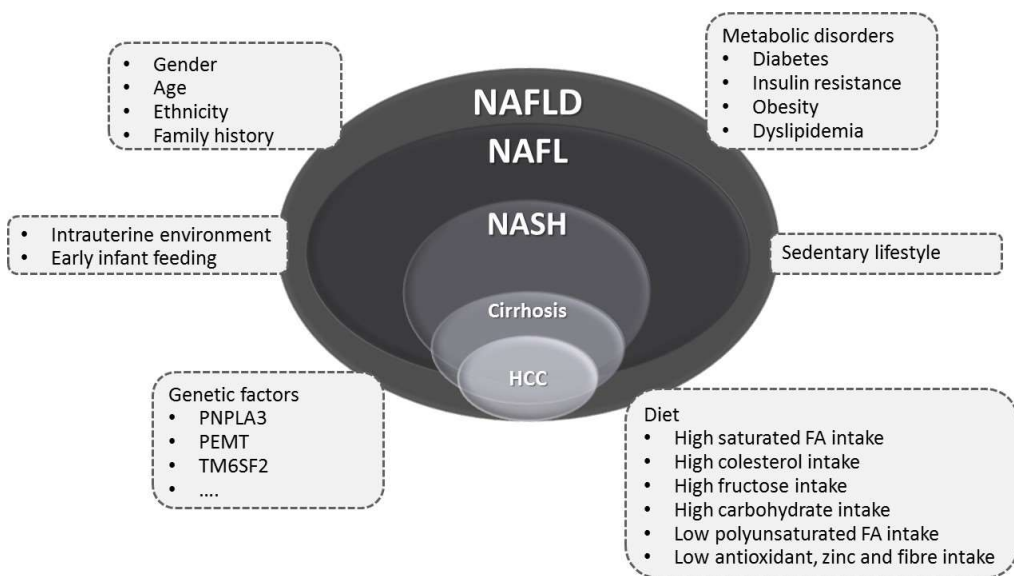 • Gender
• Age
• Ethnicity
• Family history
Metabolic disorders
• Diabetes
• Insulin resistance
• Obesity
• Dyslipidemia
NAFLD
NAFL
NASH
Cirrhosis
HCC
• Intrauterine environment
• Early infant feeding
Sedentary lifestyle
Genetic factors
• PNPLA3
• PEMT
• TM6SF2
• ....
Diet
• High saturated FA intake
• High colesterol intake
• High fructose intake
• High carbohydrate intake
• Low polyunsaturated FA intake
• Low antioxidant, zinc and fibre intake